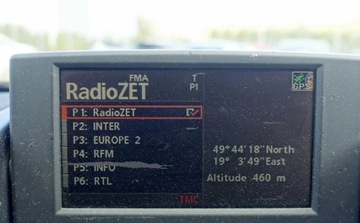 FMA
T
RadioZET
P1
GPS
P1: RadioZET
P2: INTER
P3: EUROPE 2
P4: RFM
P5: INFO
P6: RTL
49°44'18"North
19° 3'49"East
Altitude 460 m
TMC